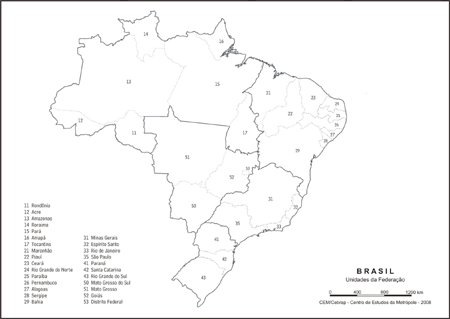 14
16
13
15
12
11
21
23
22
24
25
26
27
28
17
29
51
53
52
50
31
32
35
33
41
42
43
11 Rondônia
12 Acre
13 Amazonas
14 Roraima
15 Pará
16 Amapá
17 Tocantins
21 Maranhão
22 Piauí
23 Ceará
24 Rio Grande do Norte
25 Paraíba
26 Pernambuco
27 Alagoas
28 Sergipe
29 Bahia
31 Minas Gerais
32 Espírito Santo
33 Rio de Janeiro
35 São Paulo
41 Paraná
42 Santa Catarina
43 Rio Grande do Sul
50 Mato Grosso do Sul
51 Mato Grosso
52 Goiás
53 Distrito Federal
BRASIL
Unidades da Federação
0 400 800 1200 km
CEM/Cebrap - Centro de Estudos da Metrópole - 2008